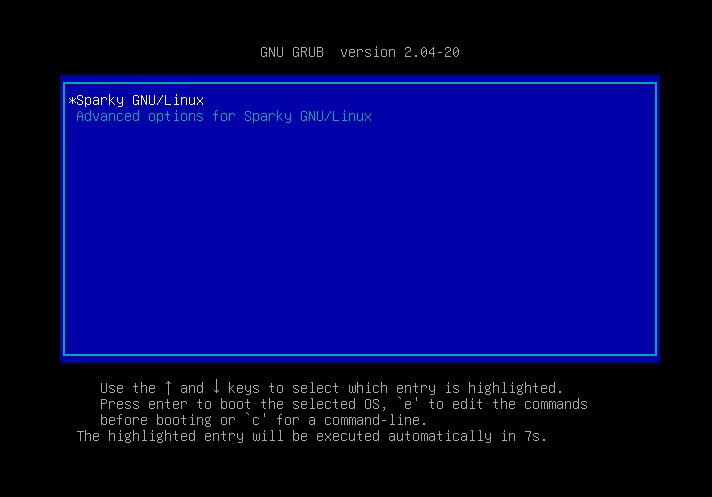 GNU GRUB  version 2.04-20
*Sparky GNU/Linux
Advanced options for Sparky GNU/Linux
Use the ↑ and ↓ keys to select which entry is highlighted.
Press enter to boot the selected OS, `e' to edit the commands
before booting or `c' for a command-line.
The highlighted entry will be executed automatically in 7s.